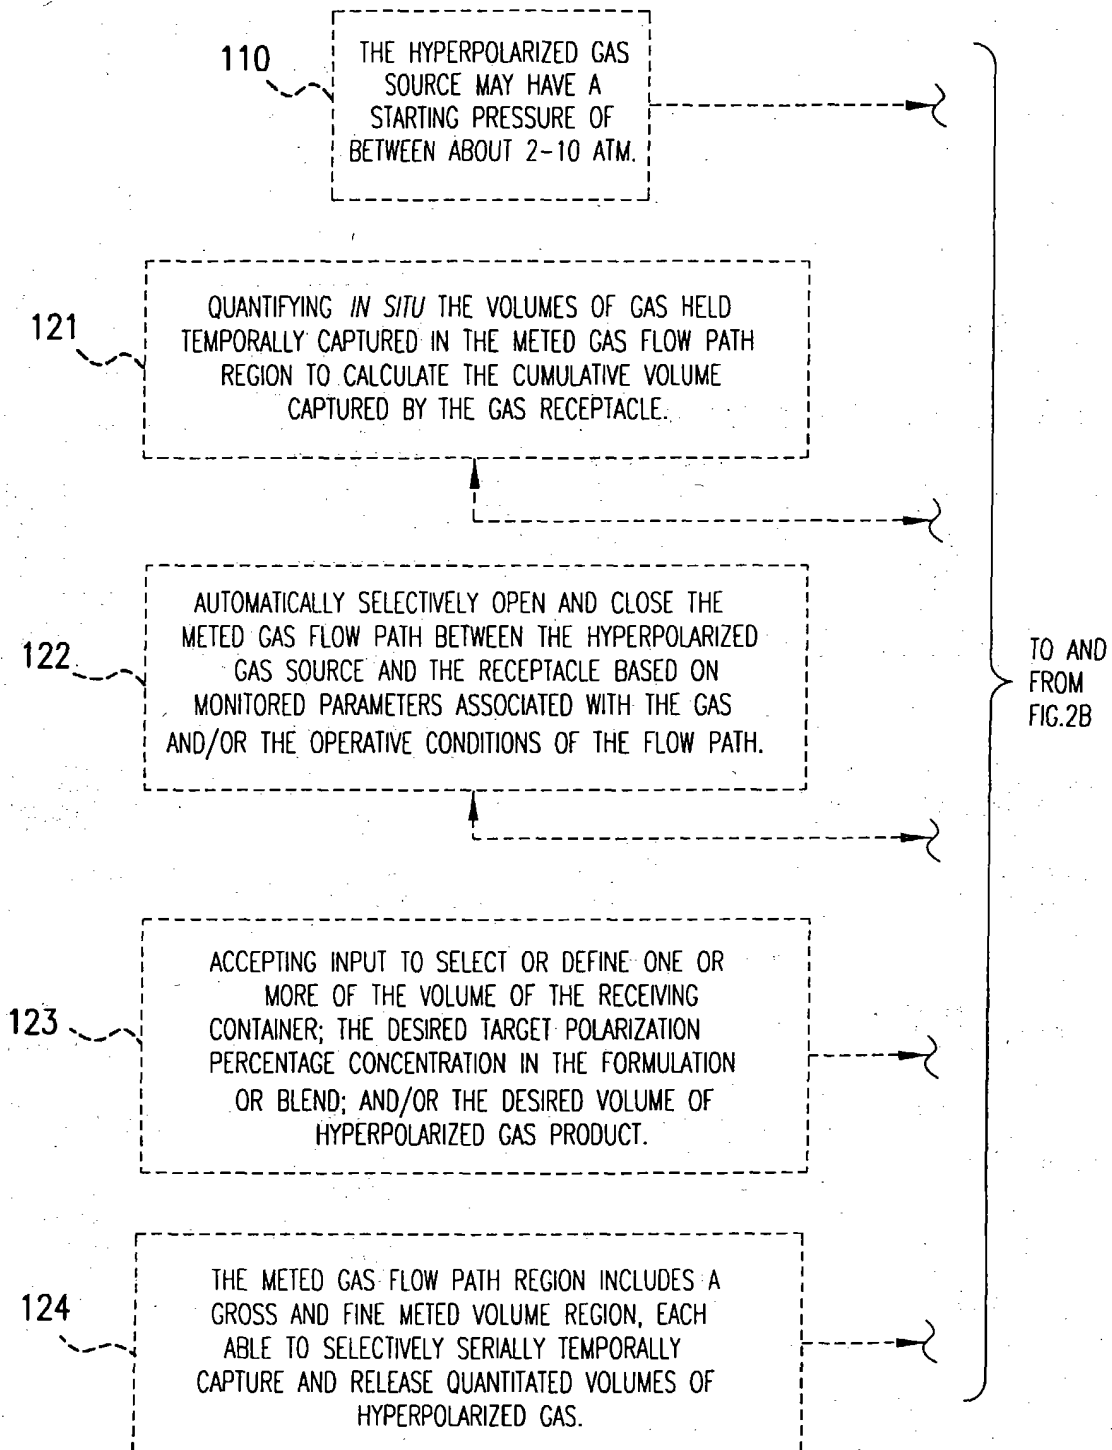 110
THE HYPERPOLARIZED GAS
SOURCE MAY HAVE A
STARTING PRESSURE OF
BETWEEN ABOUT 2-10 ATM.
121
QUANTIFYING IN SITU THE VOLUMES OF GAS HELD
TEMPORALLY CAPTURED IN THE METED GAS FLOW PATH
REGION TO CALCULATE THE CUMULATIVE VOLUME
CAPTURED BY THE GAS RECEPTACLE.
122
AUTOMATICALLY SELECTIVELY OPEN AND CLOSE THE
METED GAS FLOW PATH BETWEEN THE HYPERPOLARIZED
GAS SOURCE AND THE RECEPTACLE BASED ON
MONITORED PARAMETERS ASSOCIATED WITH THE GAS
AND/OR THE OPERATIVE CONDITIONS OF THE FLOW PATH.
TO AND
FROM
FIG.2B
123
ACCEPTING INPUT TO SELECT OR DEFINE ONE OR
MORE OF THE VOLUME OF THE RECEIVING
CONTAINER; THE DESIRED TARGET POLARIZATION
PERCENTAGE CONCENTRATION IN THE FORMULATION
OR BLEND; AND/OR THE DESIRED VOLUME OF
HYPERPOLARIZED GAS PRODUCT.
124
THE METED GAS FLOW PATH REGION INCLUDES A
GROSS AND FINE METED VOLUME REGION, EACH
ABLE TO SELECTIVELY SERIALLY TEMPORALLY
CAPTURE AND RELEASE QUANTITATED VOLUMES OF
HYPERPOLARIZED GAS.